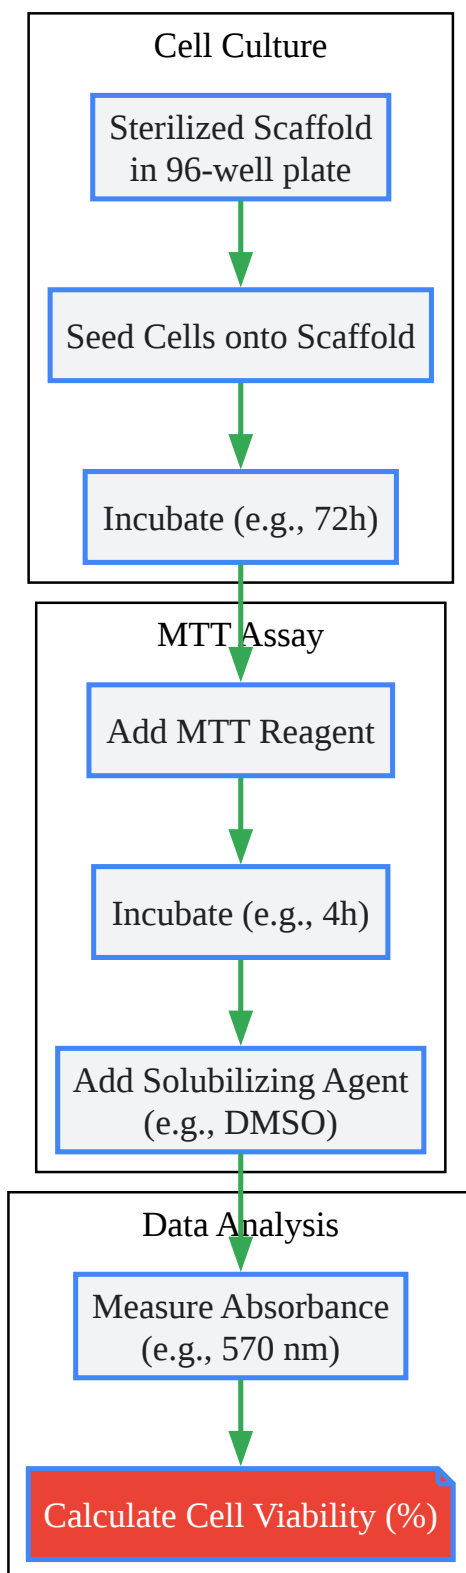 Cell Culture
Sterilized Scaffold
in 96-well plate
Seed Cells onto Scaffold
Incubate (e.g., 72h)
MTT Assay
Add MTT Reagent
Incubate (e.g., 4h)
Add Solubilizing Agent
(e.g., DMSO)
Data Analysis
Measure Absorbance
(e.g., 570 nm)
Calculate Cell Viability (%)